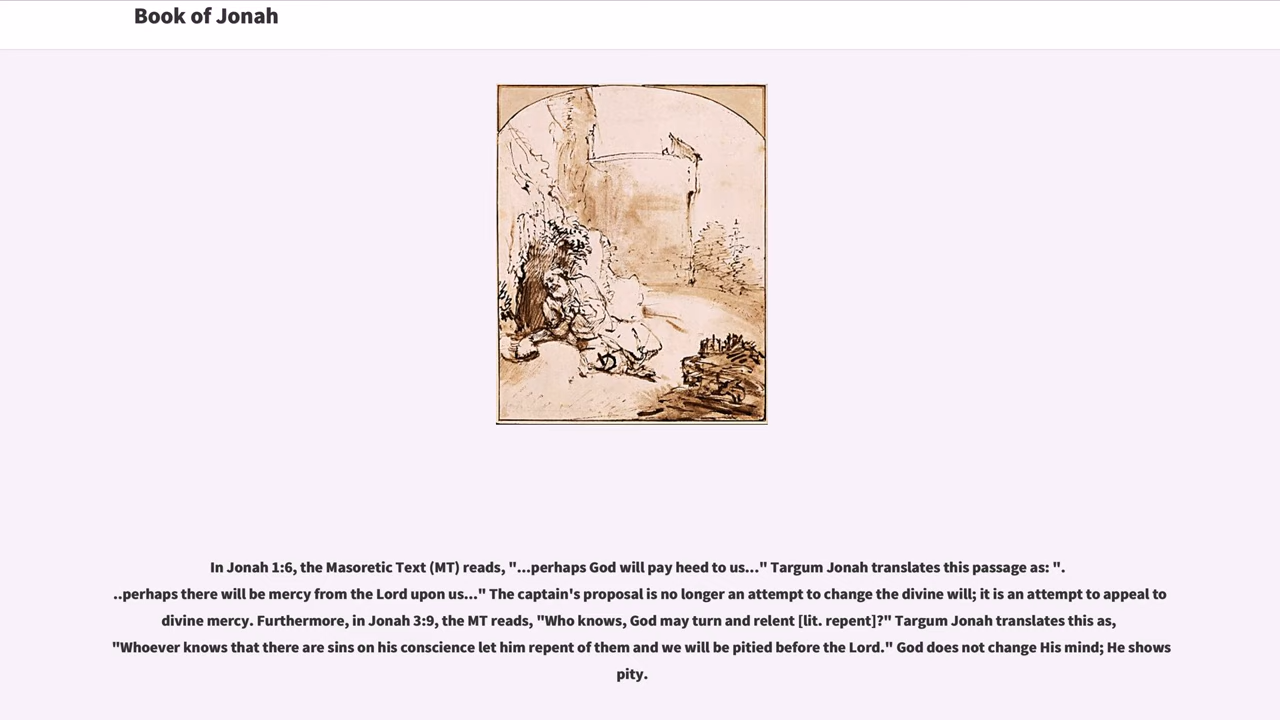 Book of Jonah
In Jonah 1:6, the Masoretic Text (MT) reads, "...perhaps God will pay heed to us..." Targum Jonah translates this passage as: ".
..perhaps there will be mercy from the Lord upon us..." The captain's proposal is no longer an attempt to change the divine will; it is an attempt to appeal to
divine mercy. Furthermore, in Jonah 3:9, the MT reads, "Who knows, God may turn and relent [lit. repent]?" Targum Jonah translates this as,
"Whoever knows that there are sins on his conscience let him repent of them and we will be pitied before the Lord." God does not change His mind; He shows
pity.